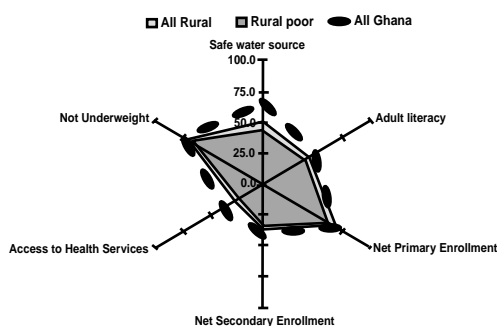 All Rural Rural poor All Ghana
Safe water source
100.0
75.0
50.0
25.0
0.0
Not Underweight
Adult literacy
Access to Health Services
Net Primary Enrollment
Net Secondary Enrollment